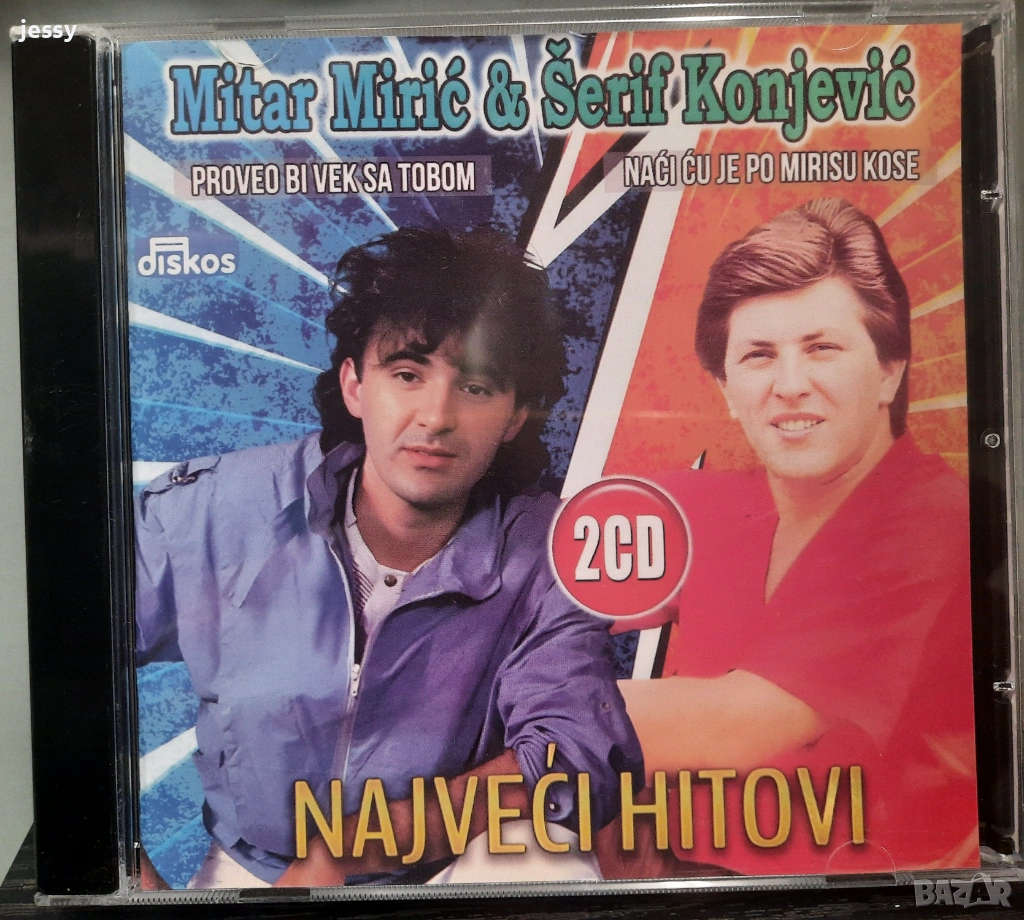 jessy
Mitar Mirić & Šerif Konjević
PROVEO BI VEK SA TOBOM
NAĆI ĆU JE PO MIRISU KOSE
diskos
2CD
NAJVEĆI HITOVI
BAZAR